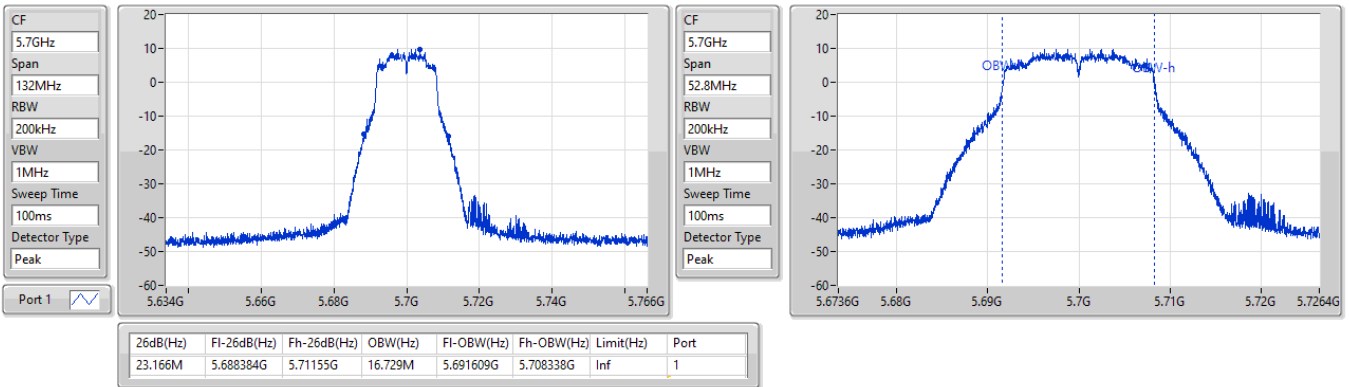 CF
5.7GHz
Span
132MHz
RBW
200kHz
VBW
1MHz
Sweep Time
100ms
Detector Type
Peak
Port 1
20
10
0
-10
-20
-30
-40
-50
-60
5.634G 5.66G 5.68G 5.7G 5.72G 5.74G 5.766G
CF
5.7GHz
Span
52.8MHz
RBW
200kHz
VBW
1MHz
Sweep Time
100ms
Detector Type
Peak
20
10
0
-10
-20
-30
-40
-50
-60
OBW-h
5.6736G 5.68G 5.69G 5.7G 5.71G 5.72G 5.7264G
26dB(Hz) Fl-26dB(Hz) Fh-26dB(Hz) OBW(Hz) Fl-OBW(Hz) Fh-OBW(Hz) Limit(Hz) Port
23.166M 5.688384G 5.71155G 16.729M 5.691609G 5.708338G Inf 1